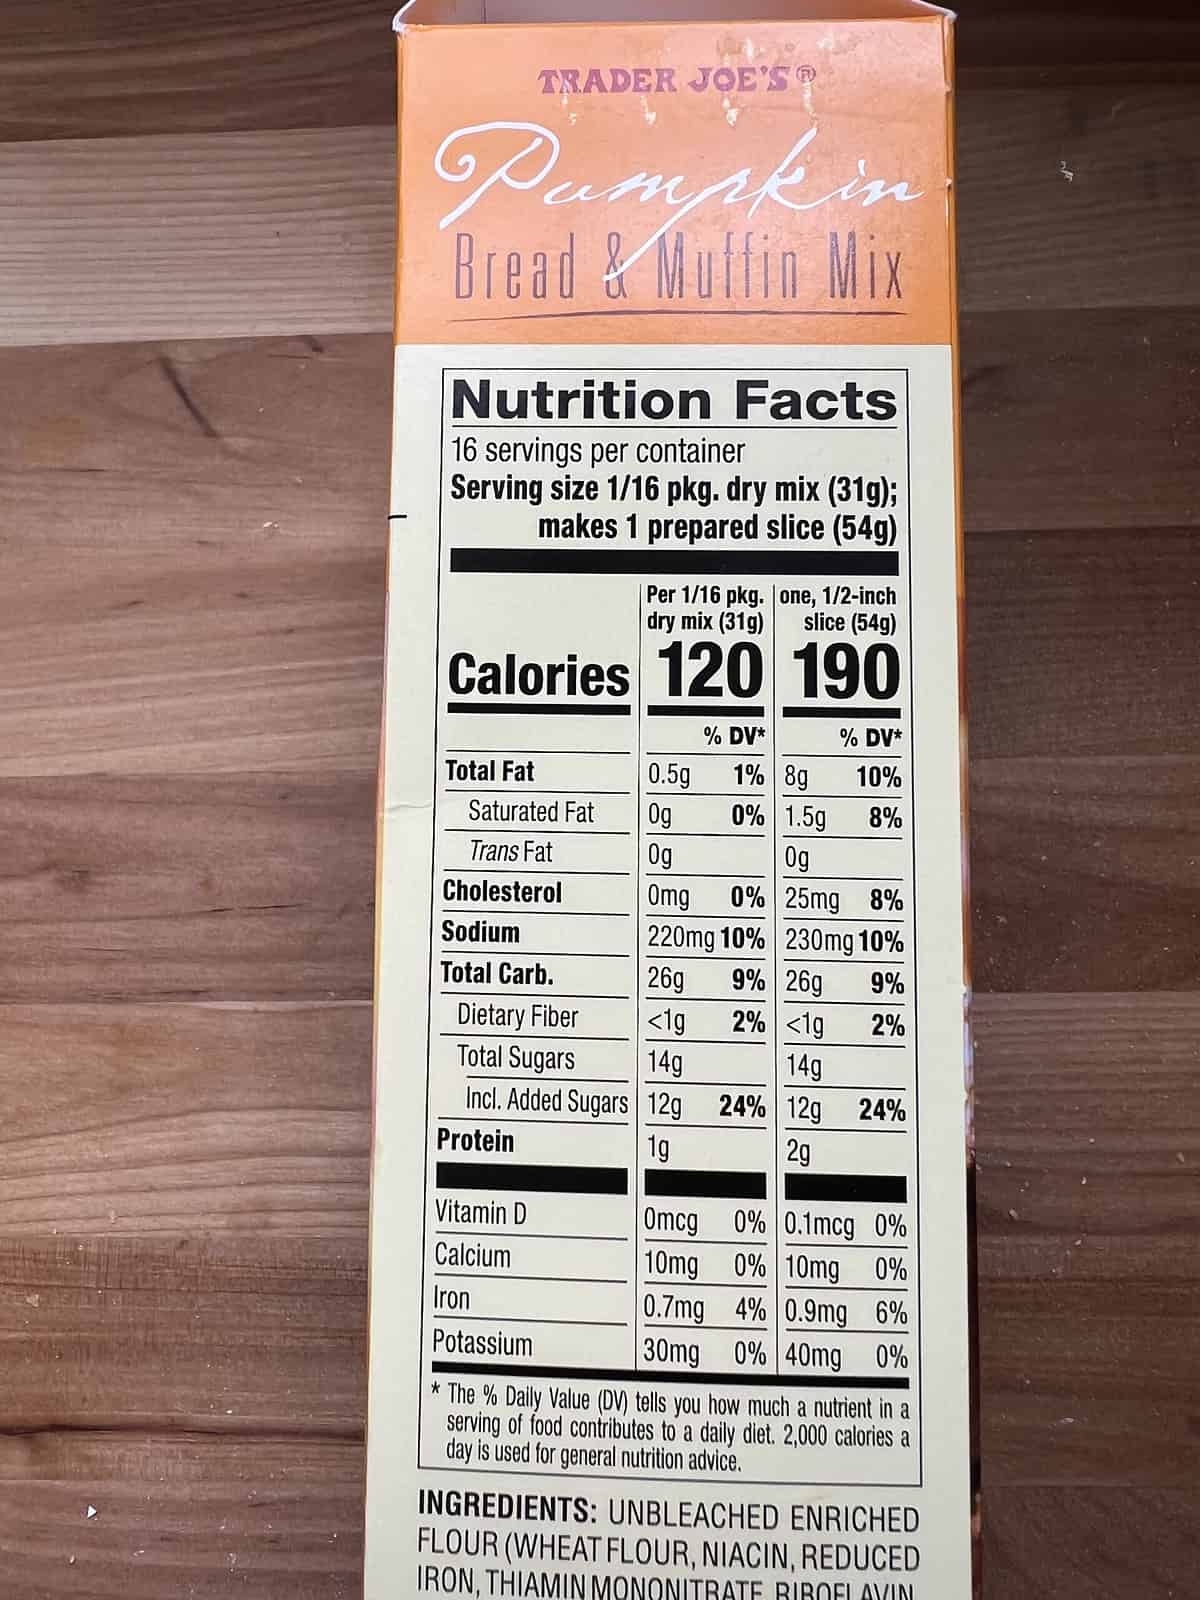 TRADER JOE'S®
Pumpkin
Bread & Muffin Mix
Nutrition Facts
16 servings per container
Serving size 1/16 pkg. dry mix (31g);
makes 1 prepared slice (54g)
Per 1/16 pkg. one, 1/2-inch
dry mix (31g) slice (54g)
Calories 120 190
% DV* % DV*
Total Fat 0.5g 1% 8g 10%
Saturated Fat 0g 0% 1.5g 8%
Trans Fat 0g 0g
Cholesterol 0mg 0% 25mg 8%
Sodium 220mg 10% 230mg 10%
Total Carb. 26g 9% 26g 9%
Dietary Fiber <1g 2% <1g 2%
Total Sugars 14g 14g
Incl. Added Sugars 12g 24% 12g 24%
Protein 1g 2g
Vitamin D 0mcg 0% 0.1mcg 0%
Calcium 10mg 0% 10mg 0%
Iron 0.7mg 4% 0.9mg 6%
Potassium 30mg 0% 40mg 0%
* The % Daily Value (DV) tells you how much a nutrient in a
serving of food contributes to a daily diet. 2,000 calories a
day is used for general nutrition advice.
INGREDIENTS: UNBLEACHED ENRICHED
FLOUR (WHEAT FLOUR, NIACIN, REDUCED
IRON, THIAMIN MONONITRATE, RIBOFLAVIN,